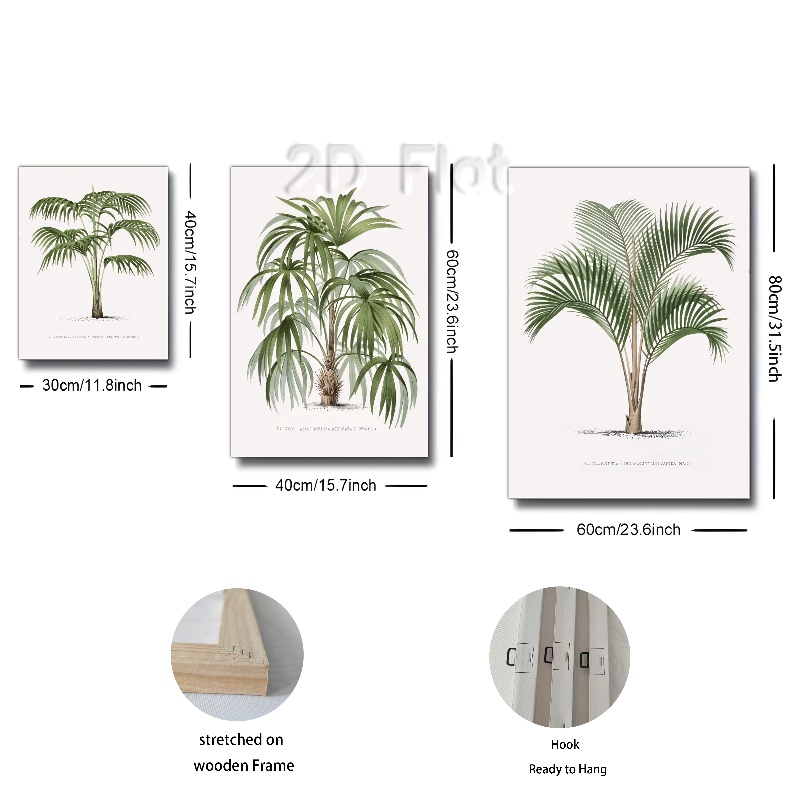 2D Flat
40cm/15.7inch
30cm/11.8inch
60cm/23.6inch
40cm/15.7inch
80cm/31.5inch
60cm/23.6inch
stretched on
wooden Frame
Hook
Ready to Hang